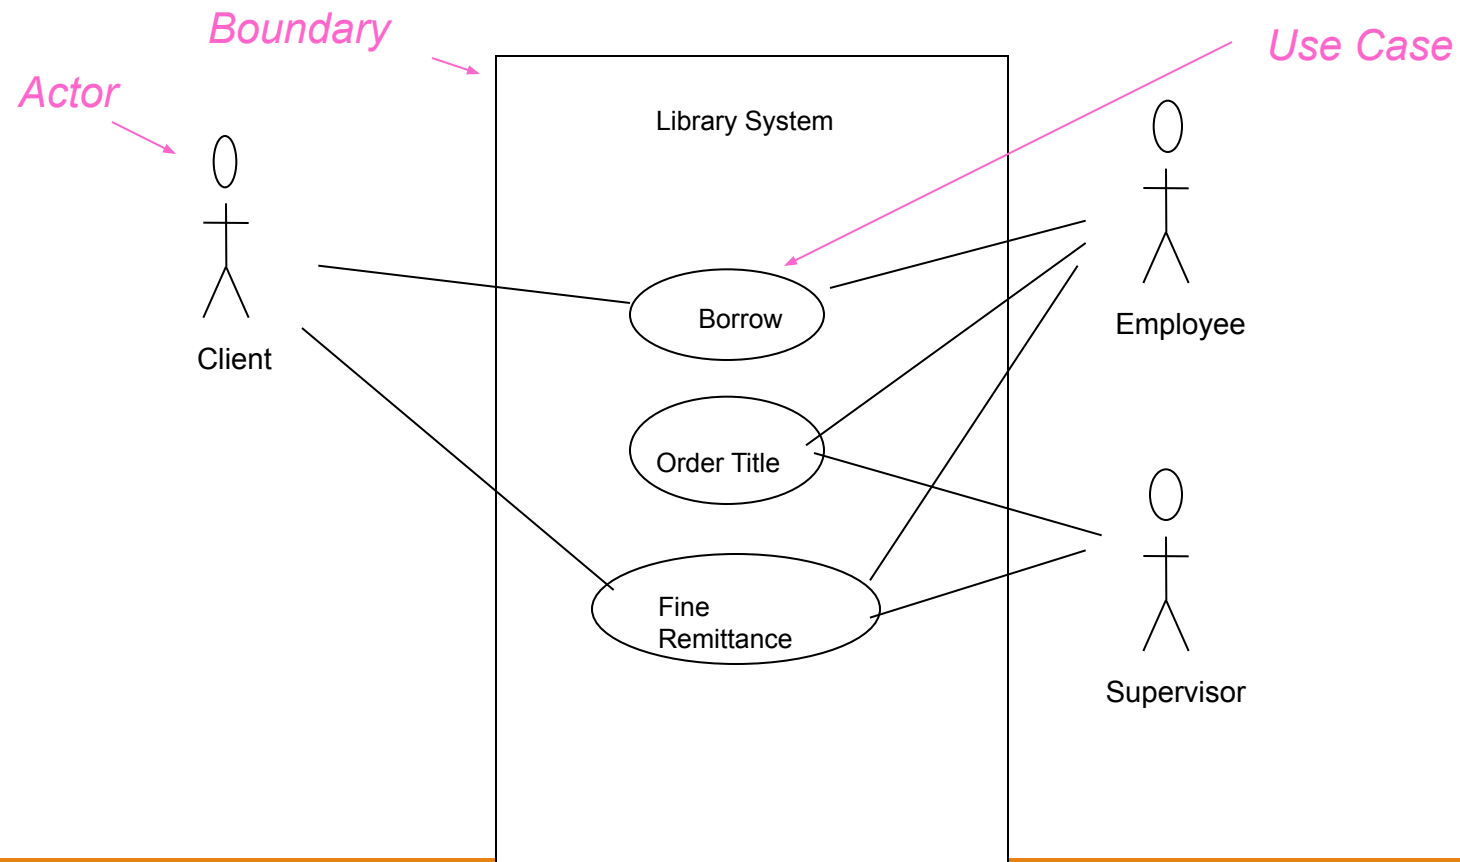 Boundary
Use Case
Actor
Library System
Borrow
Employee
Client
Order Title
Fine
Remittance
Supervisor